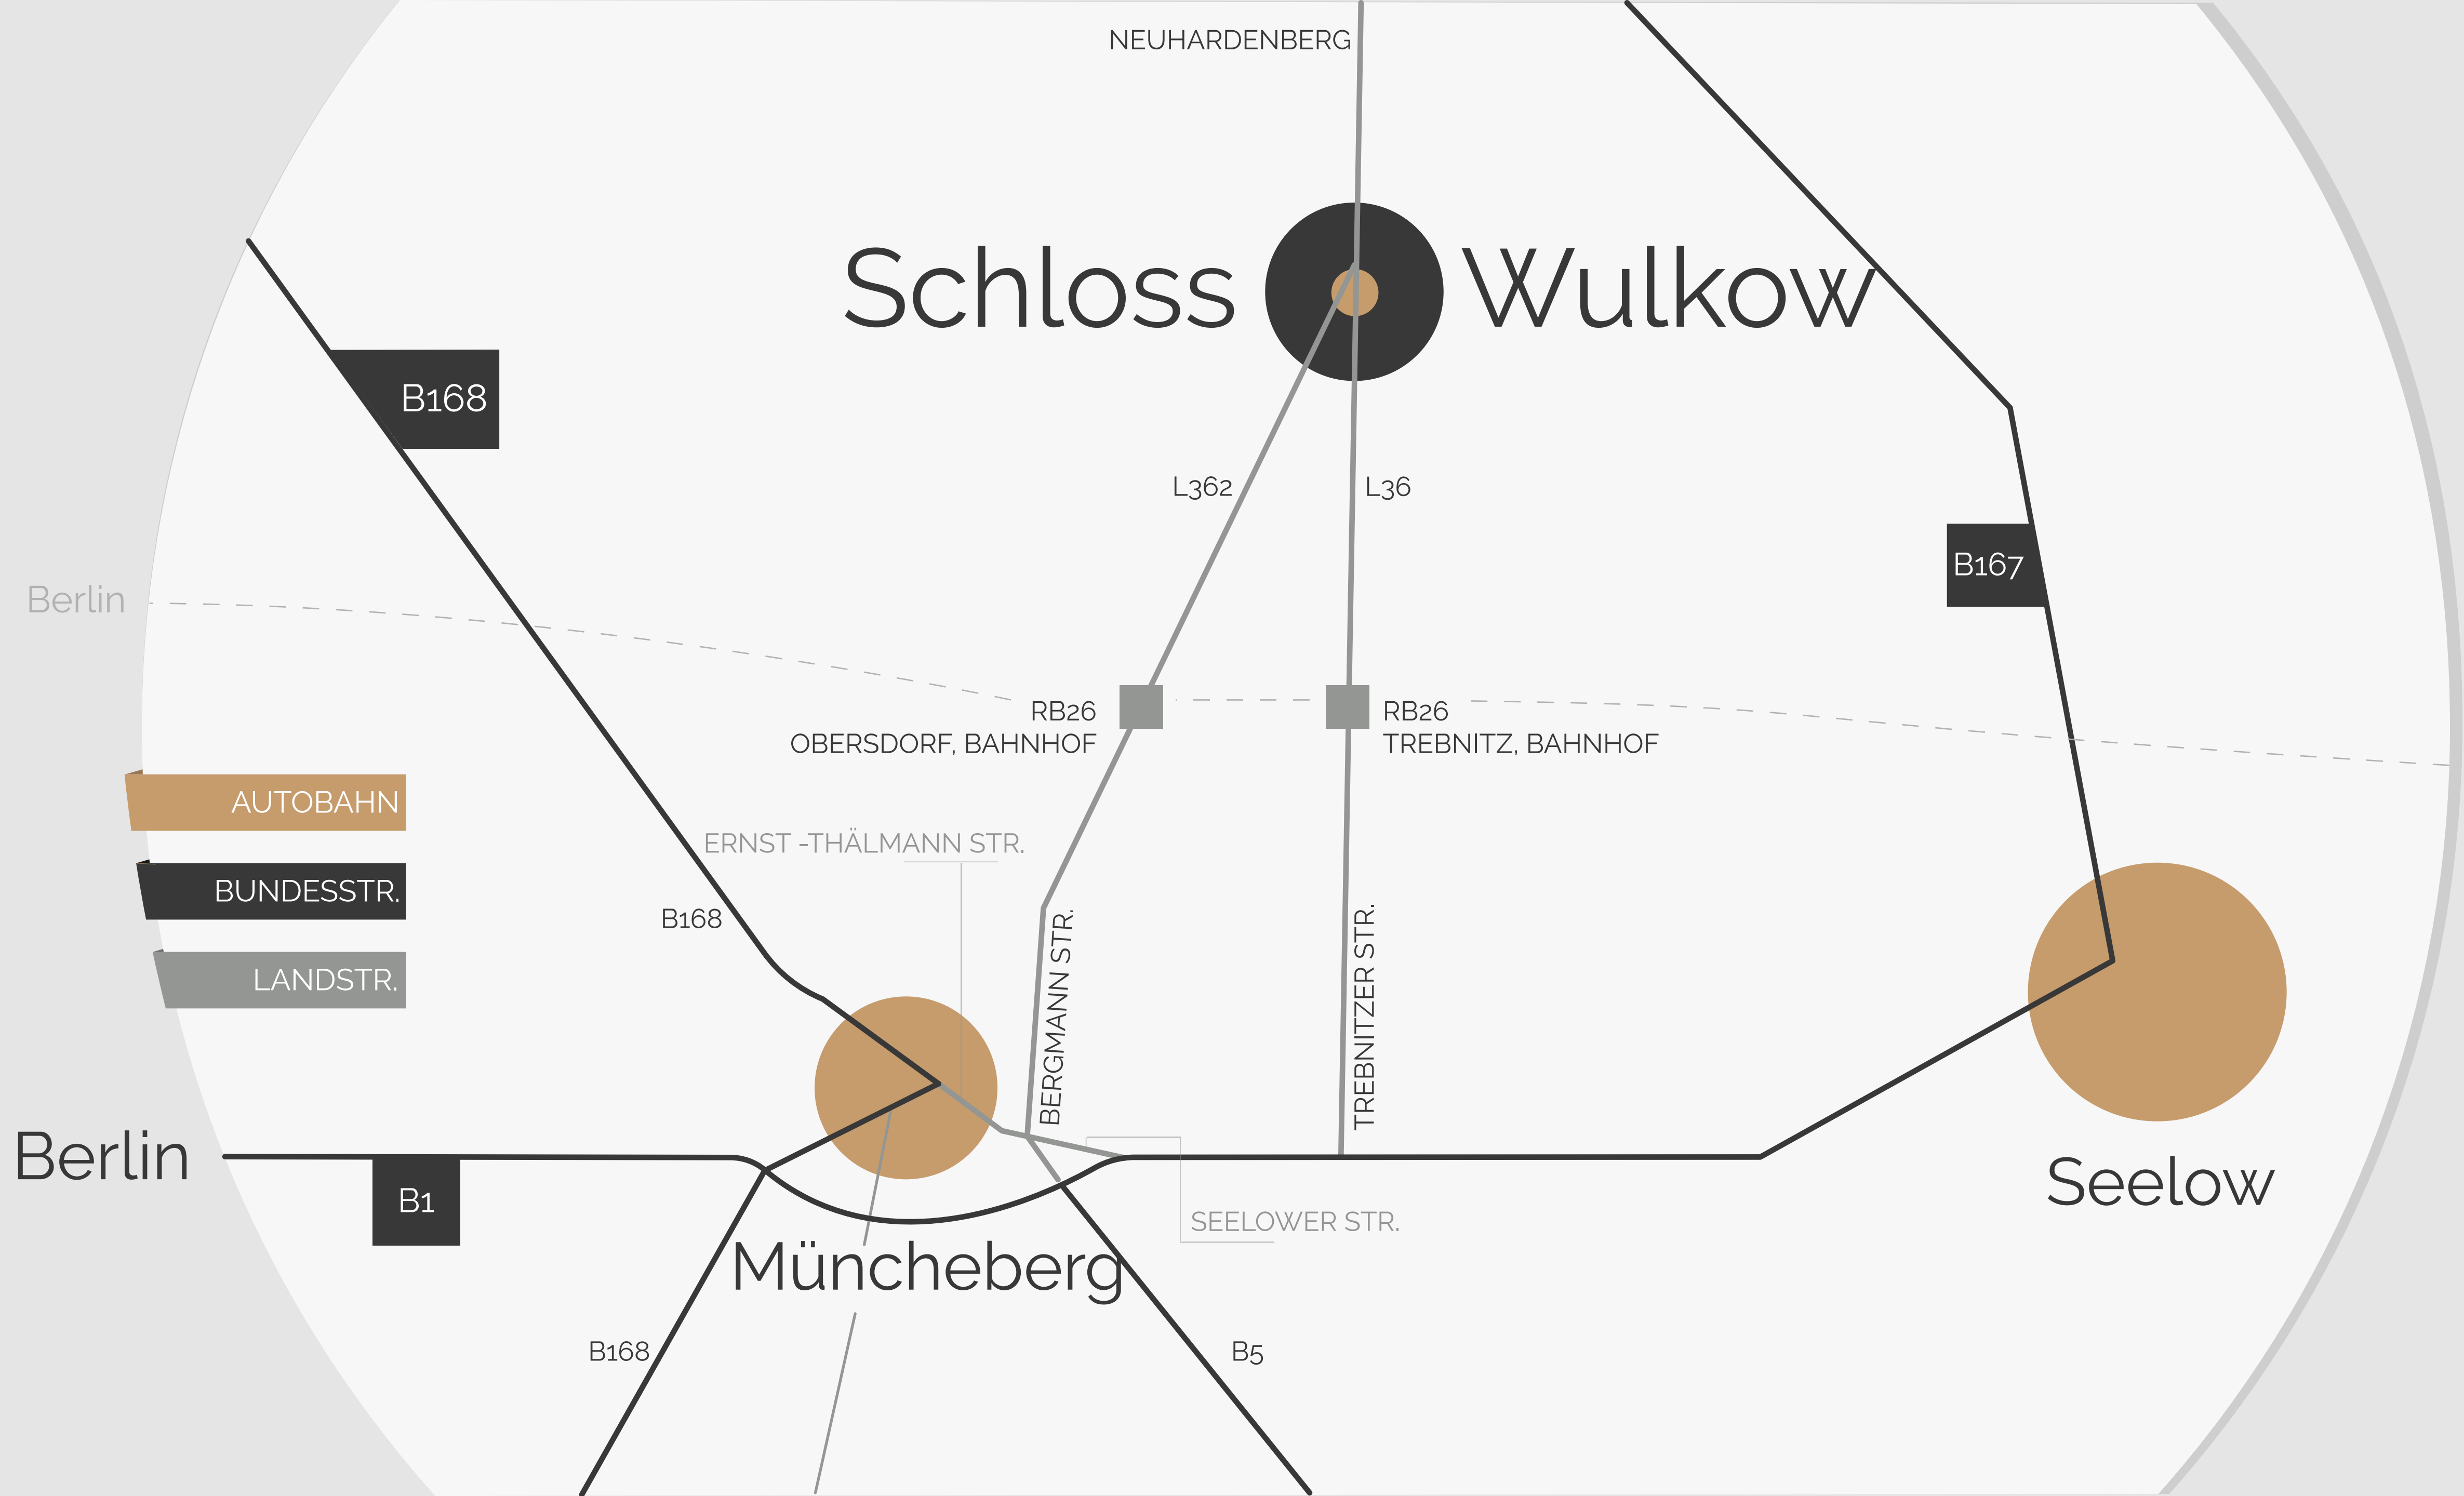 NEUHARDENBERG
Schloss Wulkow
B168
L362
L36
B167
Berlin
RB26
OBERSDORF, BAHNHOF
RB26
TREBNITZ, BAHNHOF
AUTOBAHN
ERNST -THÄLMANN STR.
BUNDESSTR.
B168
LANDSTR.
BERGMANN STR.
TREBNITZER STR.
Berlin
B1
Seelow
SEELOWER STR.
Müncheberg
B168
B5